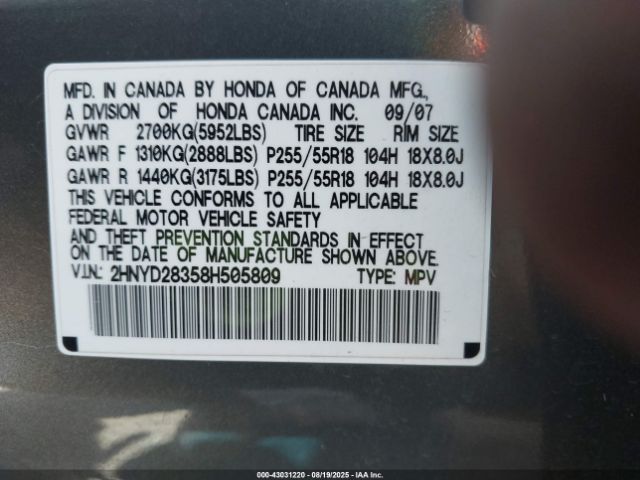 MFD. IN CANADA BY HONDA OF CANADA MFG.,
A DIVISION OF HONDA CANADA INC. 09/07
GVWR 2700KG(5952LBS) TIRE SIZE RIM SIZE
GAWR F 1310KG(2888LBS) P255/55R18 104H 18X8.0J
GAWR R 1440KG(3175LBS) P255/55R18 104H 18X8.0J
THIS VEHICLE CONFORMS TO ALL APPLICABLE
FEDERAL MOTOR VEHICLE SAFETY
AND THEFT PREVENTION STANDARDS IN EFFECT
ON THE DATE OF MANUFACTURE SHOWN ABOVE.
V.I.N.: 2HNYD28358H505809 TYPE: MPV
000-43031220 - 08/19/2025 - IAA Inc.